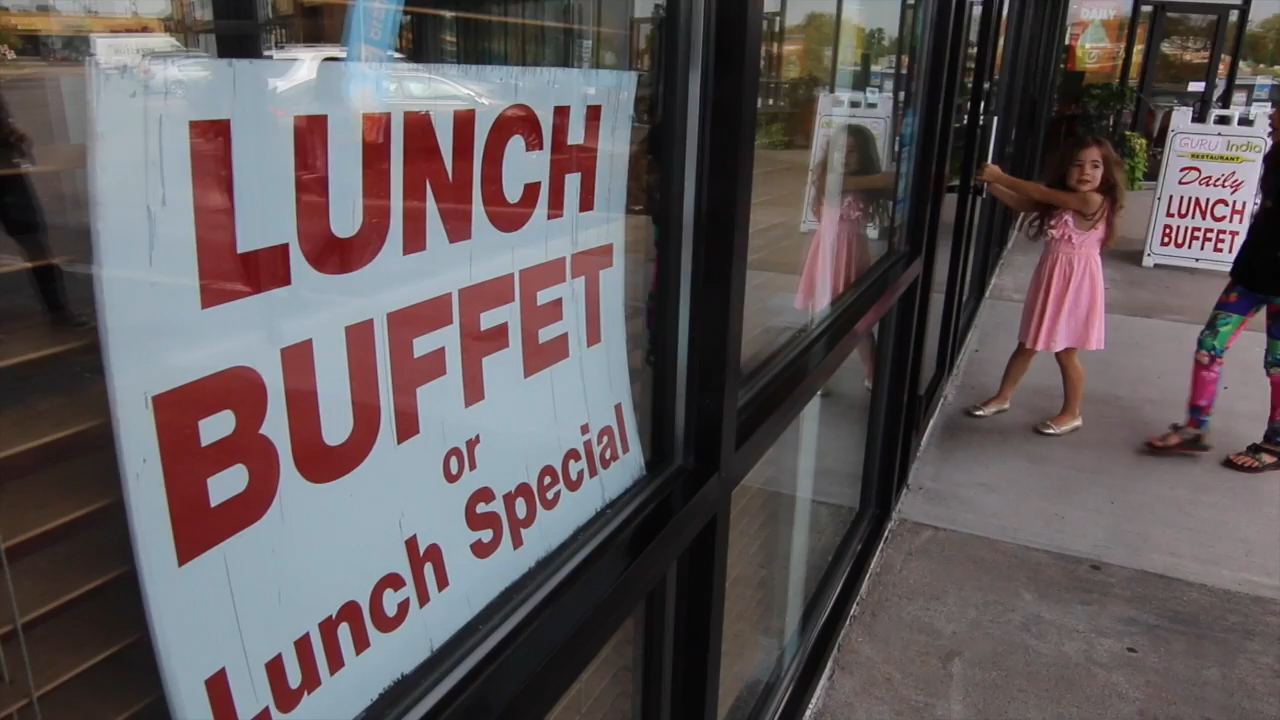 LUNCH
BUFFET
or
Lunch Special
DAILY
GURU India
RESTAURANT
Daily
LUNCH
BUFFET